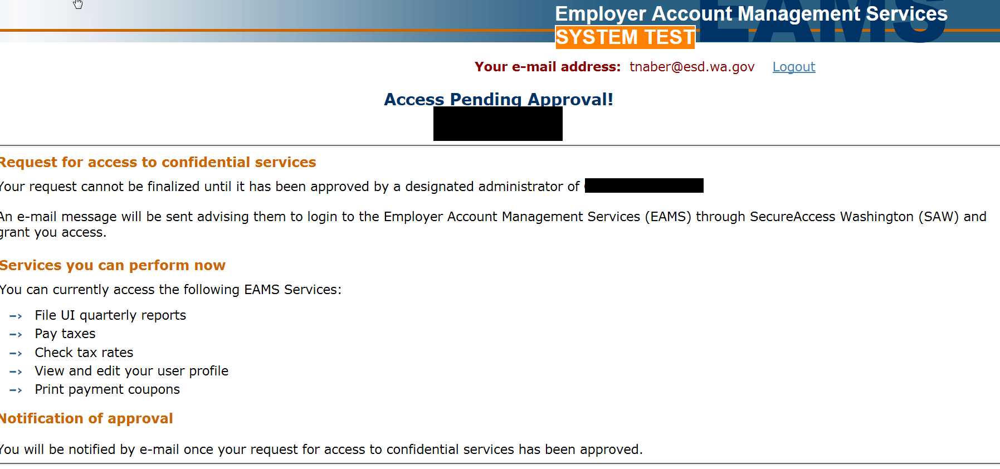 Employer Account Management Services
EAMS
SYSTEM TEST
Your e-mail address: tnaber@esd.wa.gov Logout
Access Pending Approval!
Request for access to confidential services
Your request cannot be finalized until it has been approved by a designated administrator of
An e-mail message will be sent advising them to login to the Employer Account Management Services (EAMS) through SecureAccess Washington (SAW) and
grant you access.
Services you can perform now
You can currently access the following EAMS Services:
–› File UI quarterly reports
–› Pay taxes
–› Check tax rates
–› View and edit your user profile
–› Print payment coupons
Notification of approval
You will be notified by e-mail once your request for access to confidential services has been approved.